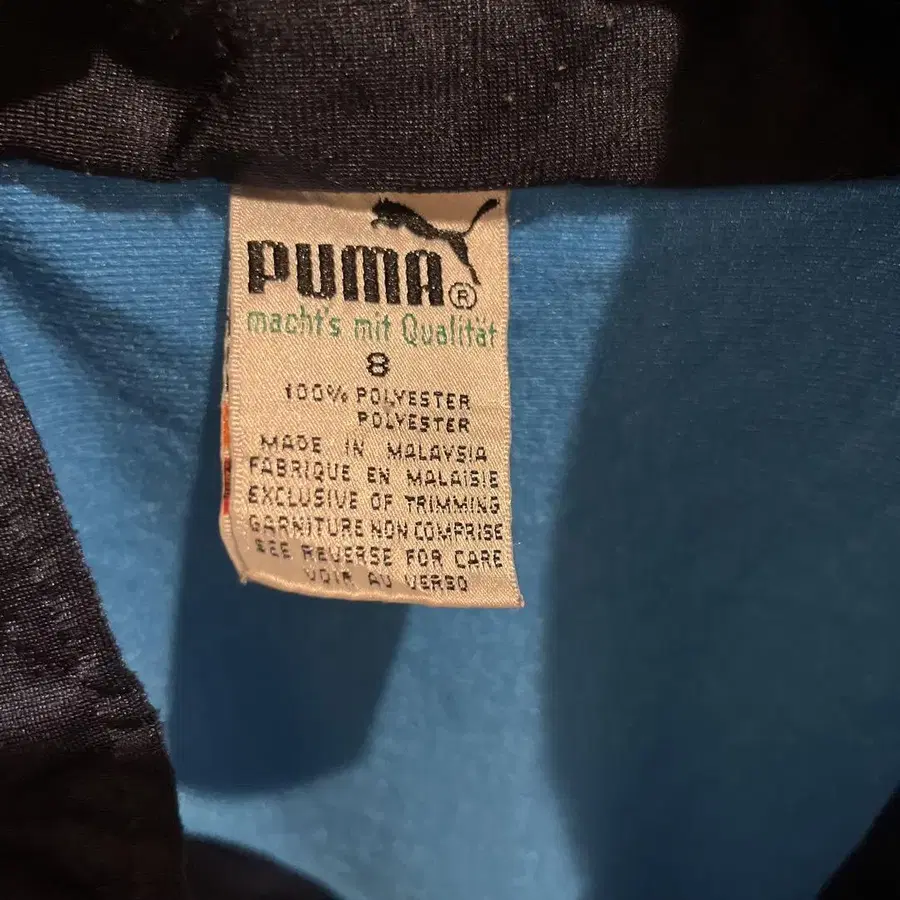 PUMA®
macht's mit Qualität
8
100% POLYESTER
POLYESTER
MADE IN MALAYSIA
FABRIQUE EN MALAISIE
EXCLUSIVE OF TRIMMING
GARNITURE NON COMPRISE
SEE REVERSE FOR CARE
VOIR AU VERSO